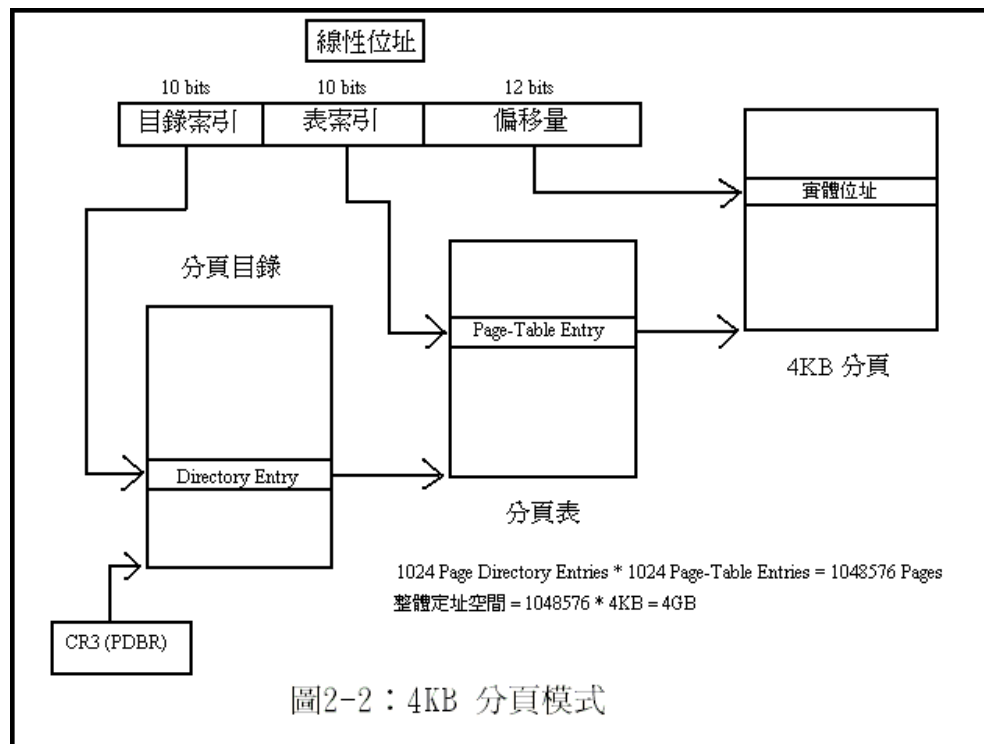 線性位址
10 bits 10 bits 12 bits
目錄索引 表索引 偏移量
實體位址
分頁目錄
Page-Table Entry
4KB 分頁
Directory Entry
分頁表
1024 Page Directory Entries * 1024 Page-Table Entries = 1048576 Pages
整體定址空間 = 1048576 * 4KB = 4GB
CR3 (PDBR)
圖2-2：4KB 分頁模式